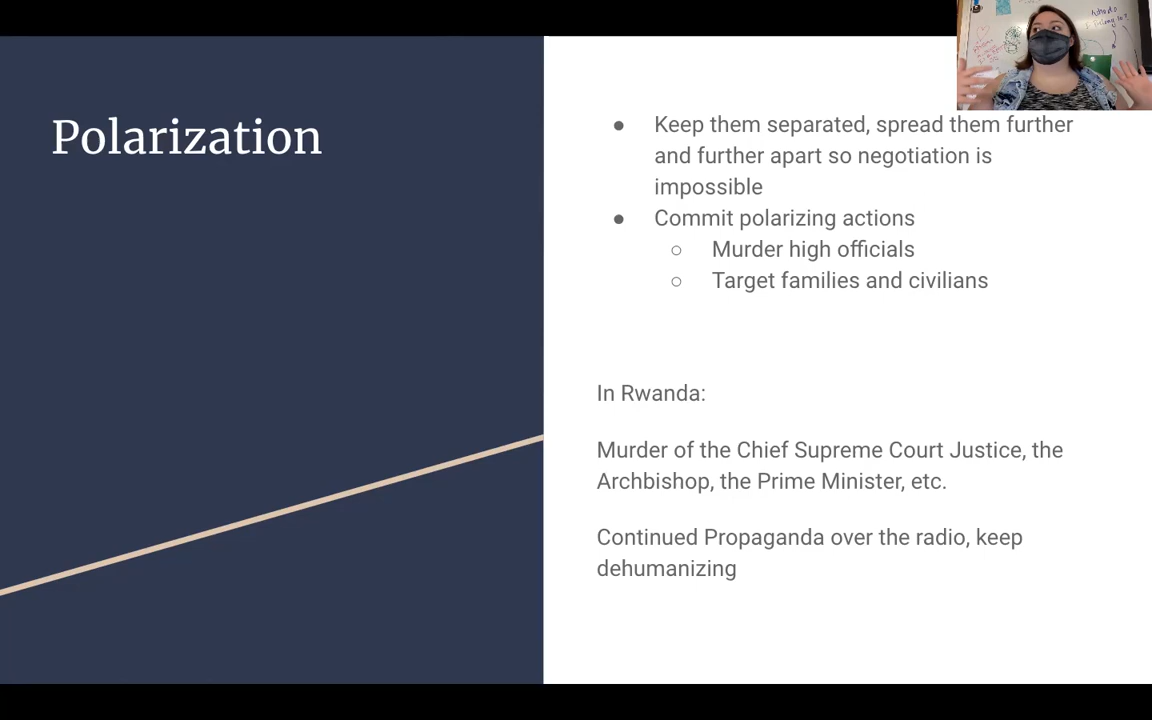 Polarization
● Keep them separated, spread them further
and further apart so negotiation is
impossible
● Commit polarizing actions
○ Murder high officials
○ Target families and civilians
In Rwanda:
Murder of the Chief Supreme Court Justice, the
Archbishop, the Prime Minister, etc.
Continued Propaganda over the radio, keep
dehumanizing